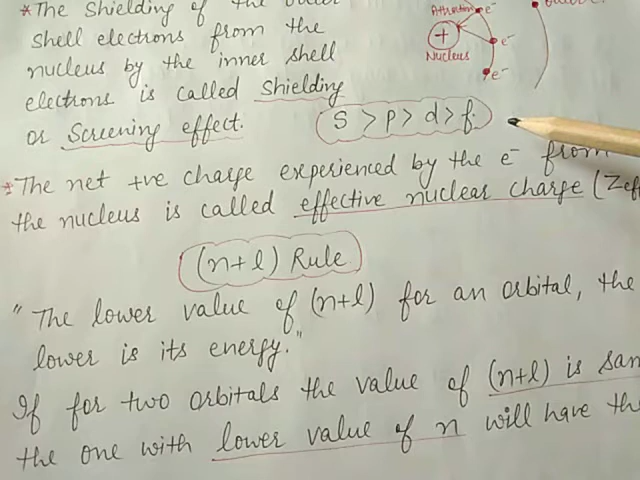 *The Shielding of the outer
shell electrons from the
nucleus by the inner shell
electrons is called Shielding
or Screening effect.
Attraction
e⁻
+
e⁻
Nucleus
e⁻
S > p > d > f.
*The net +ve charge experienced by the e⁻ from
the nucleus is called effective nuclear charge (Zeff
(n+l) Rule
"The lower value of (n+l) for an orbital, the
lower is its energy."
If for two orbitals the value of (n+l) is sam
the one with lower value of n will have the